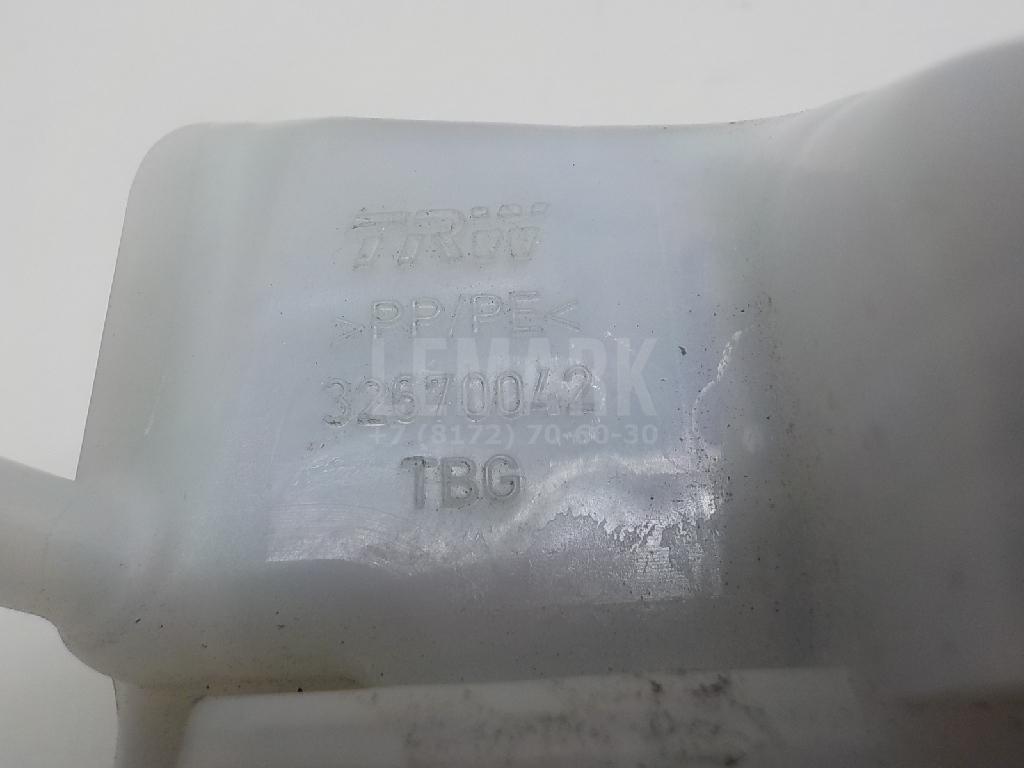 TRW
>PP/PE<
LEMARK
32670042
+7 (8172) 70-60-30
TBG